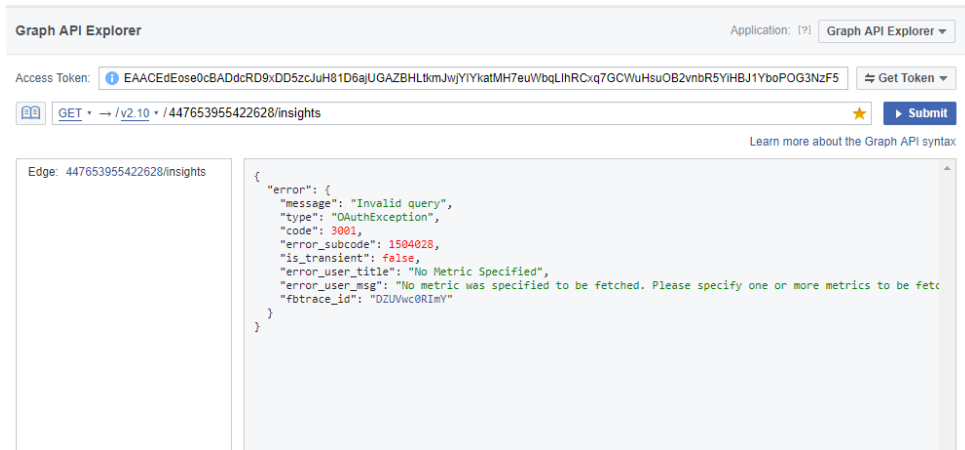 Graph API Explorer
Application: [?] Graph API Explorer
Access Token: EAACEdEose0cBADdcRD9xDD5zcJuH81D6ajUGAZBHLtkmJwjYlYkatMH7euWbqLlhRCxq7GCWuHsuOB2vnbR5YiHBJ1YboPOG3NzF5 Get Token
GET → /v2.10 /447653955422628/insights Submit
Learn more about the Graph API syntax
Edge: 447653955422628/insights
{
"error": {
"message": "Invalid query",
"type": "OAuthException",
"code": 3001,
"error_subcode": 1504028,
"is_transient": false,
"error_user_title": "No Metric Specified",
"error_user_msg": "No metric was specified to be fetched. Please specify one or more metrics to be fetc
"fbtrace_id": "DZUVwc0RImY"
}
}